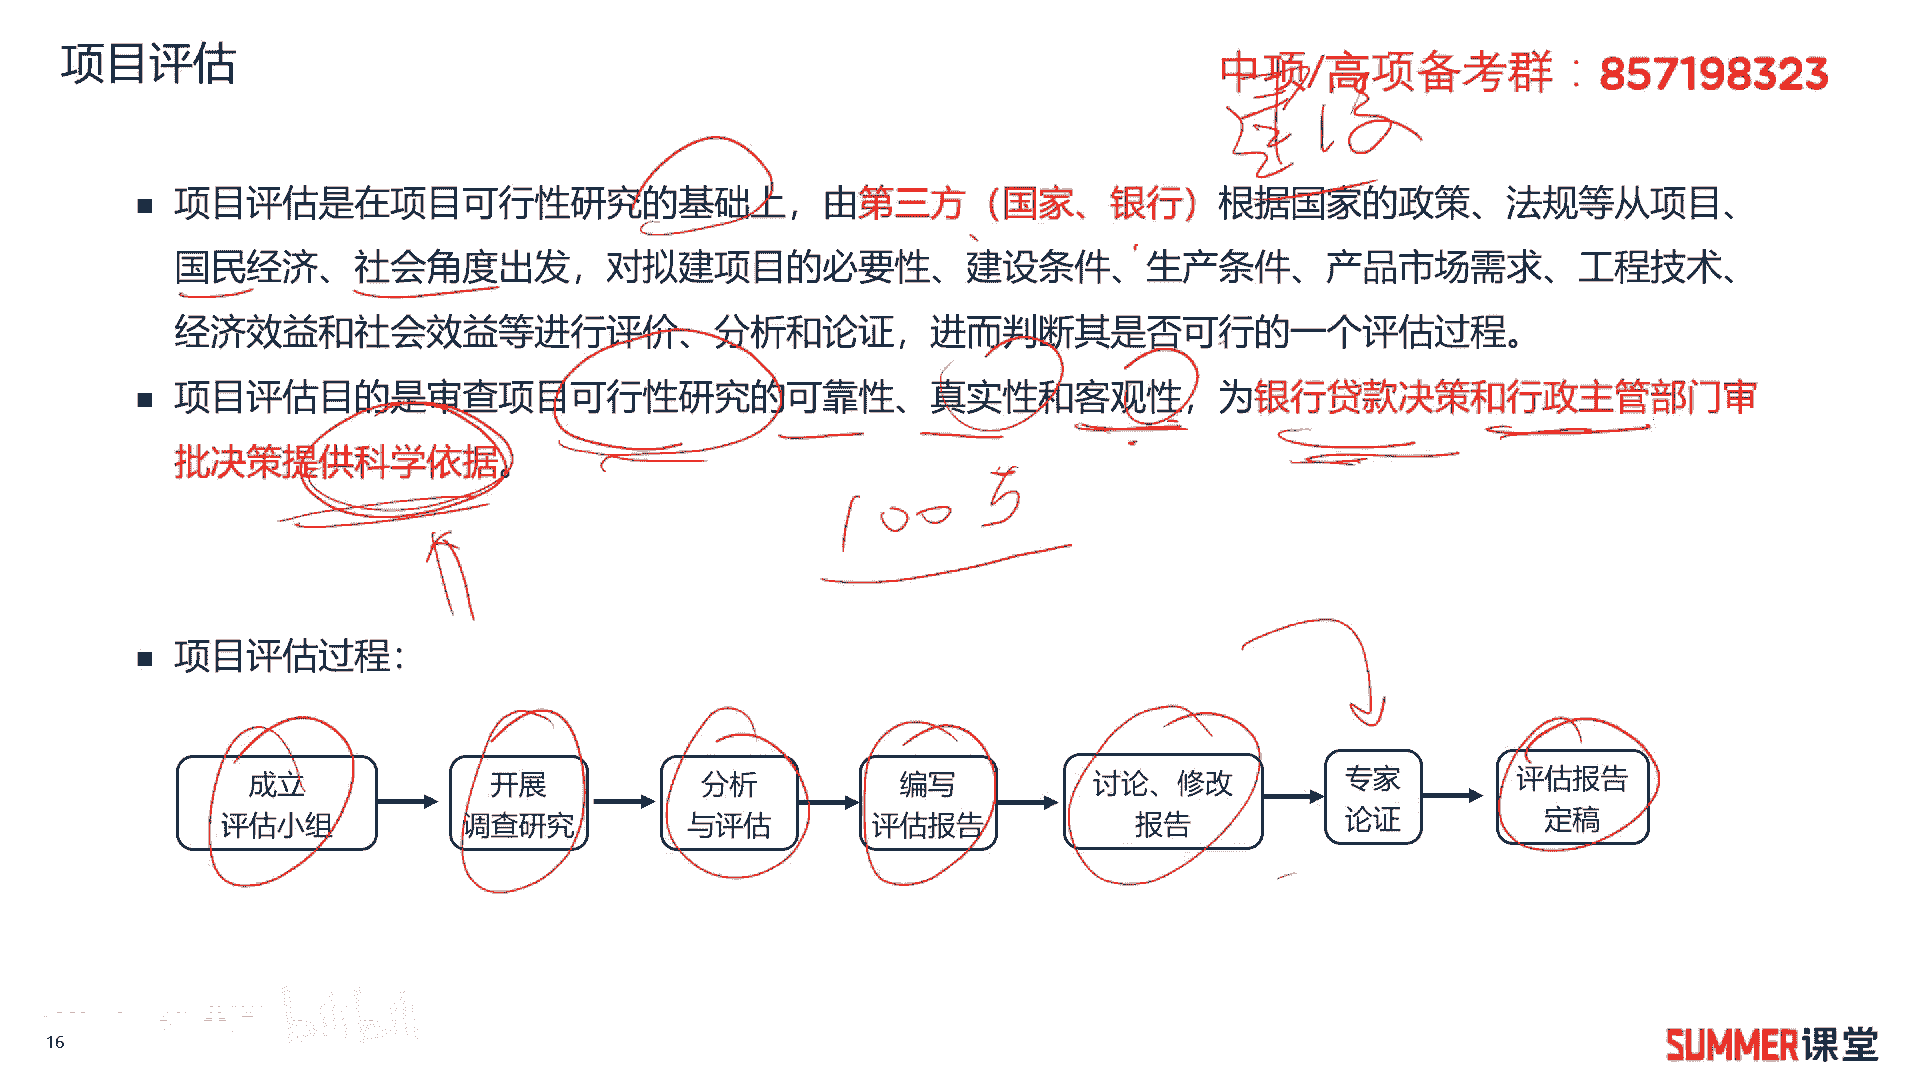 项目评估
中项/高项备考群：857198323
建设
■ 项目评估是在项目可行性研究的基础上，由第三方（国家、银行）根据国家的政策、法规等从项目、
国民经济、社会角度出发，对拟建项目的必要性、建设条件、生产条件、产品市场需求、工程技术、
经济效益和社会效益等进行评价、分析和论证，进而判断其是否可行的一个评估过程。
■ 项目评估目的是审查项目可行性研究的可靠性、真实性和客观性，为银行贷款决策和行政主管部门审
批决策提供科学依据。
100万
■ 项目评估过程：
成立
评估小组
开展
调查研究
分析
与评估
编写
评估报告
讨论、修改
报告
专家
论证
评估报告
定稿
16
SUMMER课堂